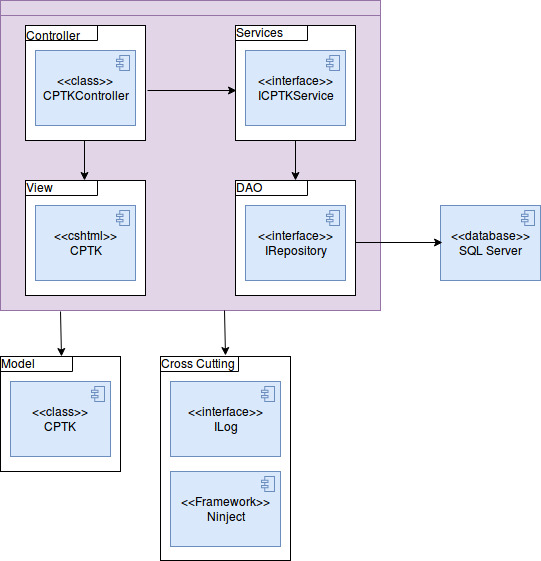 Controller
<<class>>
CPTKController
Services
<<interface>>
ICPTKService
View
<<cshtml>>
CPTK
DAO
<<interface>>
IRepository
<<database>>
SQL Server
Model
<<class>>
CPTK
Cross Cutting
<<interface>>
ILog
<<Framework>>
Ninject